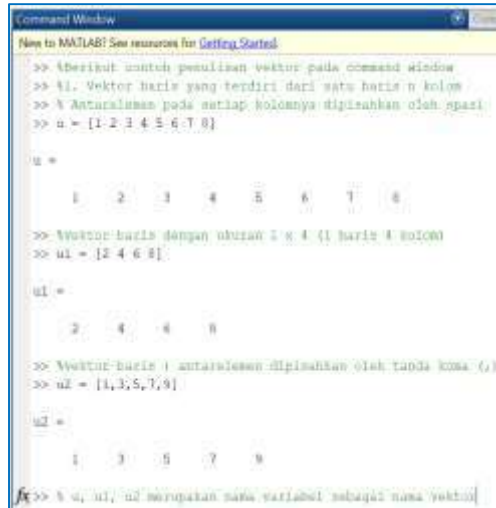 Command Window
New to MATLAB? See resources for Getting Started.
>> %Berikut contoh penulisan vektor pada command window
>> %1. Vektor baris yang terdiri dari satu baris n kolom
>> % Antarelemen pada setiap kolomnya dipisahkan oleh spasi
>> u = [1 2 3 4 5 6 7 8]
u =
1 2 3 4 5 6 7 8
>> %Vektor baris dengan ukuran 1 x 4 (1 baris 4 kolom)
>> u1 = [2 4 6 8]
u1 =
2 4 6 8
>> %vektor baris : antarelemen dipisahkan oleh tanda koma (,)
>> u2 = [1,3,5,7,9]
u2 =
1 3 5 7 9
fx >> % u, u1, u2 merupakan nama variabel sebagai nama vektor